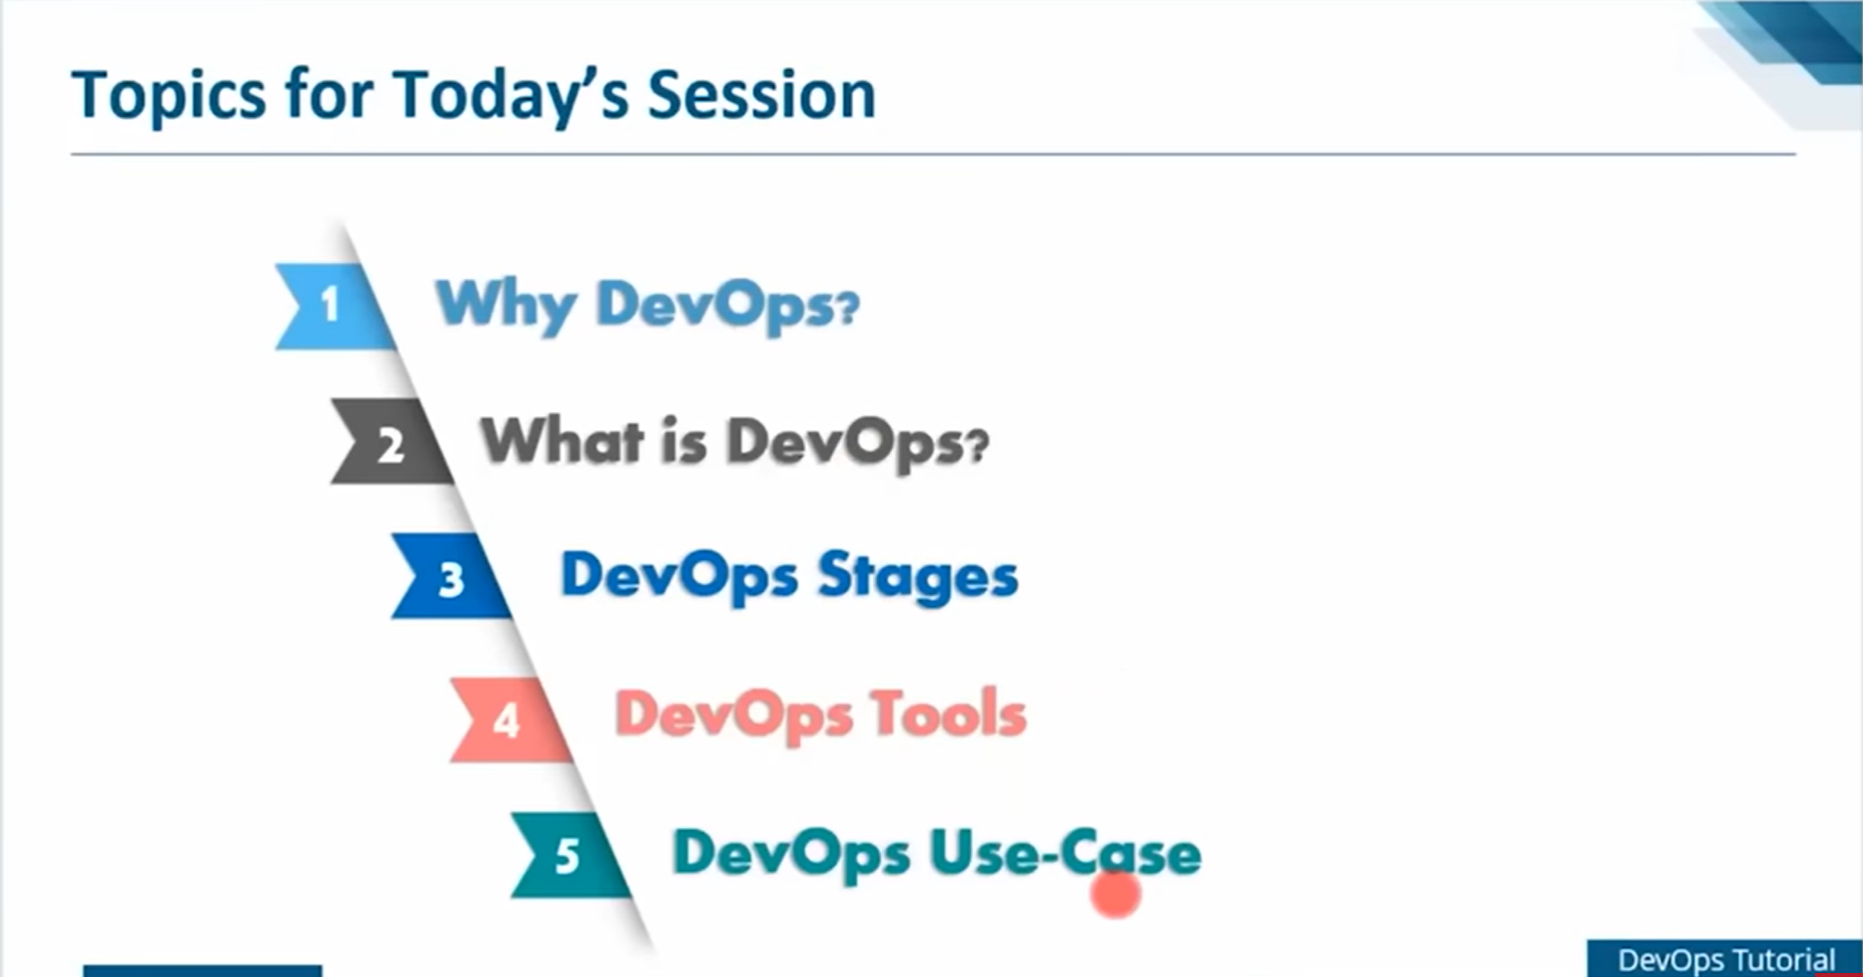 Topics for Today’s Session
1 Why DevOps?
2 What is DevOps?
3 DevOps Stages
4 DevOps Tools
5 DevOps Use-Case
DevOps Tutorial